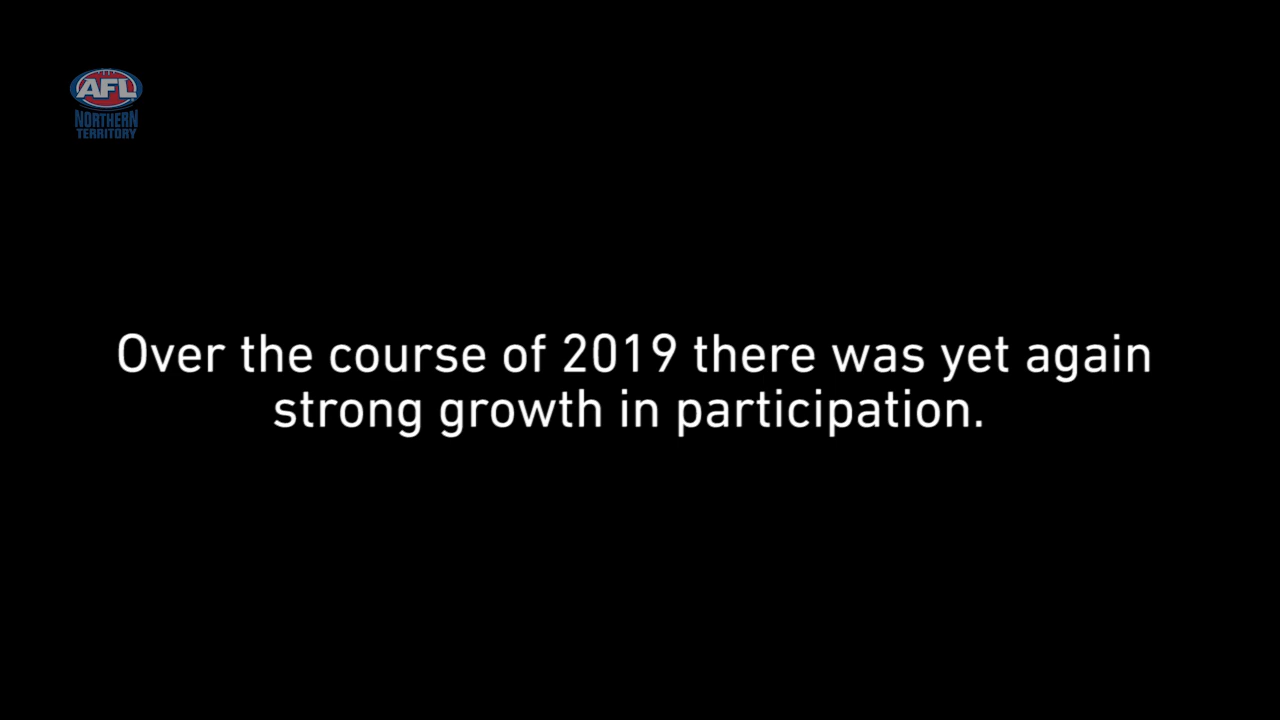 AFL
NORTHERN
TERRITORY
Over the course of 2019 there was yet again
strong growth in participation.